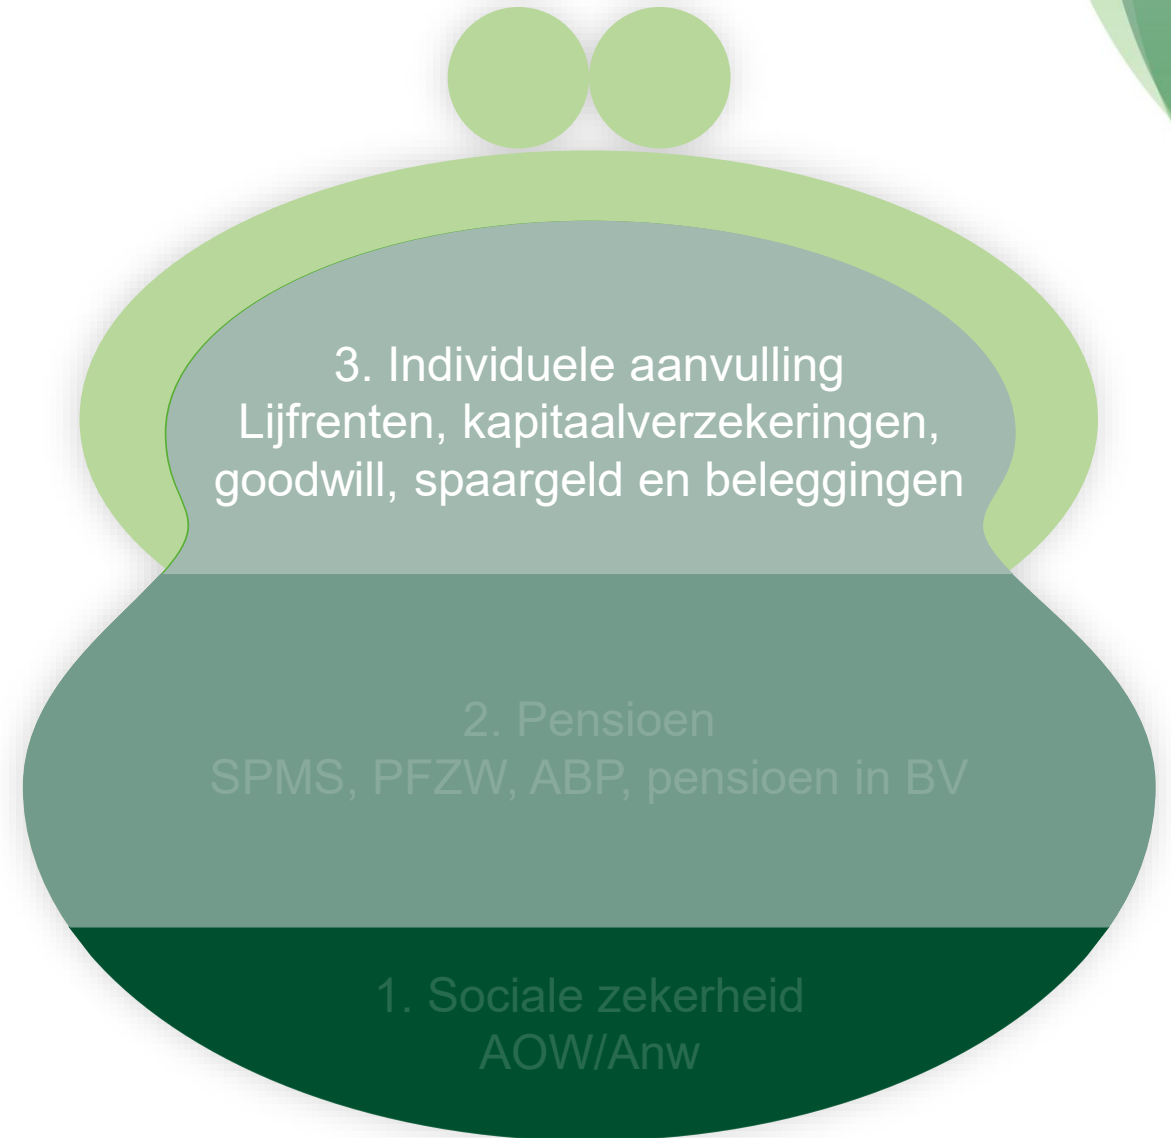 3. Individuele aanvulling
Lijfrenten, kapitaalverzekeringen,
goodwill, spaargeld en beleggingen
2. Pensioen
SPMS, PFZW, ABP, pensioen in BV
1. Sociale zekerheid
AOW/Anw